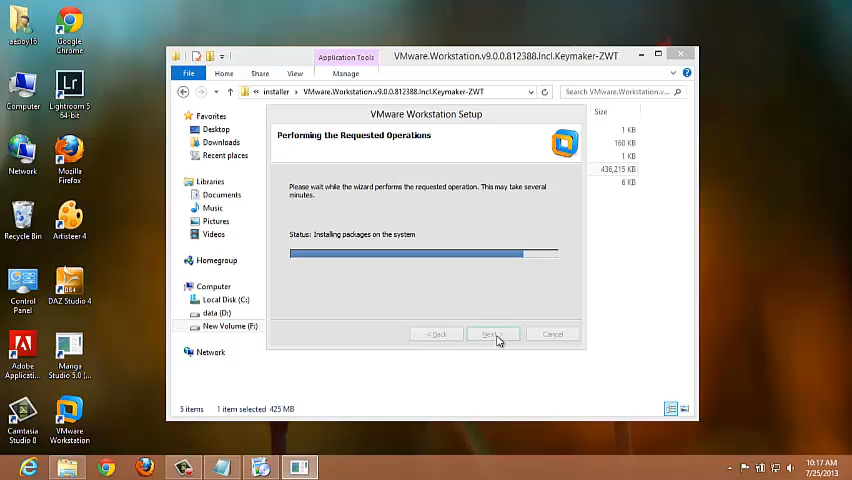 aepoy16
Google
Chrome
Computer
Lightroom 5
64-bit
Network
Mozilla
Firefox
Recycle Bin
Artisteer 4
Control
Panel
DAZ Studio 4
Adobe
Applicati...
Manga
Studio 5.0 (...
Camtasia
Studio 8
VMware
Workstation
Application Tools
VMware.Workstation.v9.0.0.812388.Incl.Keymaker-ZWT
File
Home
Share
View
Manage
installer
VMware.Workstation.v9.0.0.812388.Incl.Keymaker-ZWT
Search VMware.Workstation.v...
Favorites
Desktop
Downloads
Recent places
Libraries
Documents
Music
Pictures
Videos
Homegroup
Computer
Local Disk (C:)
data (D:)
New Volume (F:)
Network
Size
1 KB
160 KB
1 KB
436,215 KB
6 KB
VMware Workstation Setup
Performing the Requested Operations
Please wait while the wizard performs the requested operation. This may take several
minutes.
Status: Installing packages on the system
< Back
Next >
Cancel
5 items
1 item selected 425 MB
10:17 AM
7/25/2013